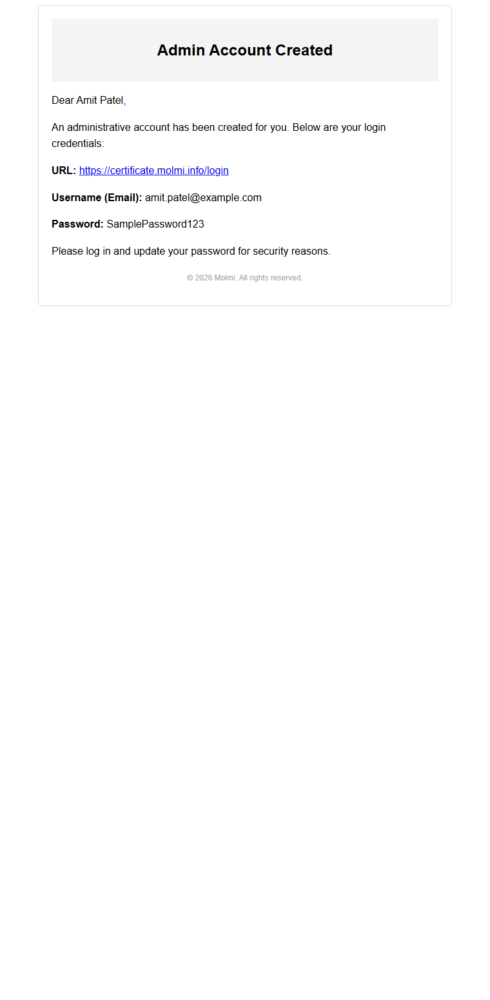 Admin Account Created
Dear Amit Patel,
An administrative account has been created for you. Below are your login
credentials:
URL: https://certificate.molmi.info/login
Username (Email): amit.patel@example.com
Password: SamplePassword123
Please log in and update your password for security reasons.
© 2026 Molmi. All rights reserved.